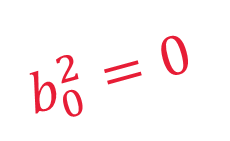 $b_0^2 = 0$